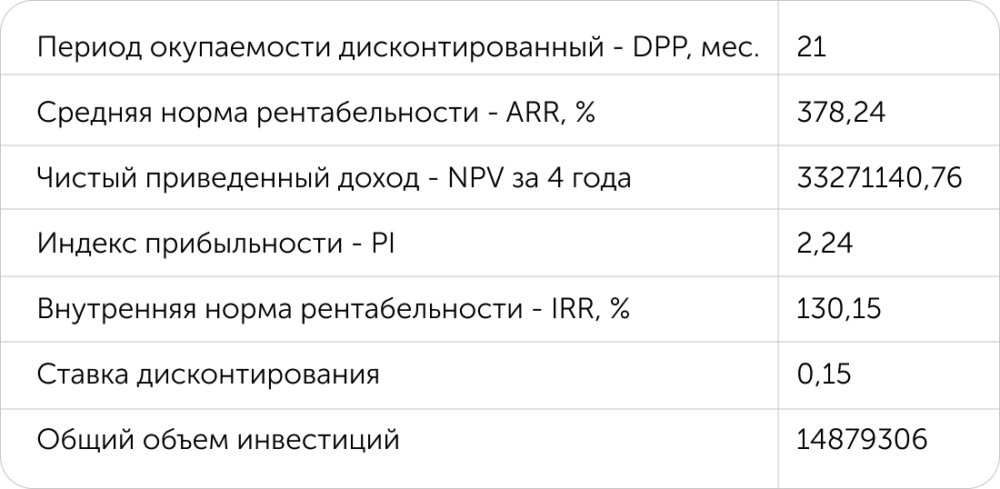 Период окупаемости дисконтированный - DPP, мес. 21
Средняя норма рентабельности - ARR, % 378,24
Чистый приведенный доход - NPV за 4 года 33271140,76
Индекс прибыльности - PI 2,24
Внутренняя норма рентабельности - IRR, % 130,15
Ставка дисконтирования 0,15
Общий объем инвестиций 14879306